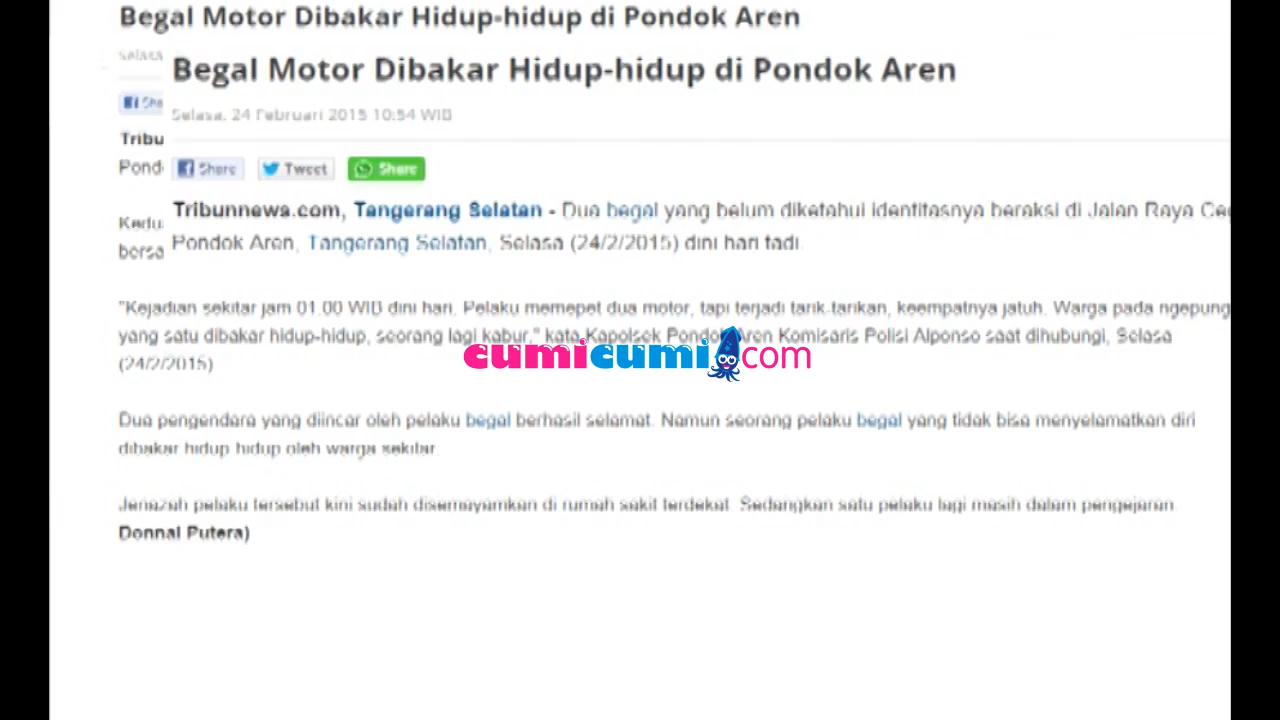 Begal Motor Dibakar Hidup-hidup di Pondok Aren
Begal Motor Dibakar Hidup-hidup di Pondok Aren
Selasa, 24 Februari 2015 10:54 WIB
Share
Tribu
Share Tweet Share
Pond
Tribunnews.com, Tangerang Selatan - Dua begal yang belum diketahui identitasnya beraksi di Jalan Raya
Pondok Aren, Tangerang Selatan, Selasa (24/2/2015) dini hari tadi.
Kedu
bersa
"Kejadian sekitar jam 01.00 WIB dini hari. Pelaku memepet dua motor, tapi terjadi tarik-tarikan, keempatnya jatuh. Warga pada ngepung
yang satu dibakar hidup-hidup, seorang lagi kabur," kata Kapolsek Pondok Aren Komisaris Polisi Alponso saat dihubungi, Selasa
cumicumi.com
(24/2/2015)
Dua pengendara yang diincar oleh pelaku begal berhasil selamat. Namun seorang pelaku begal yang tidak bisa menyelamatkan diri
dibakar hidup hidup oleh warga sekitar
Jenazah pelaku tersebut kini sudah disemayamkan di rumah sakit terdekat. Sedangkan satu pelaku lagi masih dalam pengejaran.
Donnal Putera)